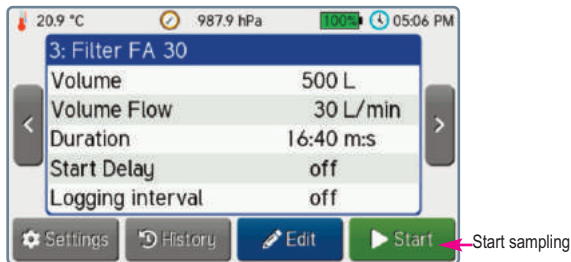 20.9 °C 987.9 hPa 100% 05:06 PM
3: Filter FA 30
Volume 500 L
Volume Flow 30 L/min
Duration 16:40 m:s
Start Delay off
Logging interval off
< >
Settings History Edit Start
Start sampling